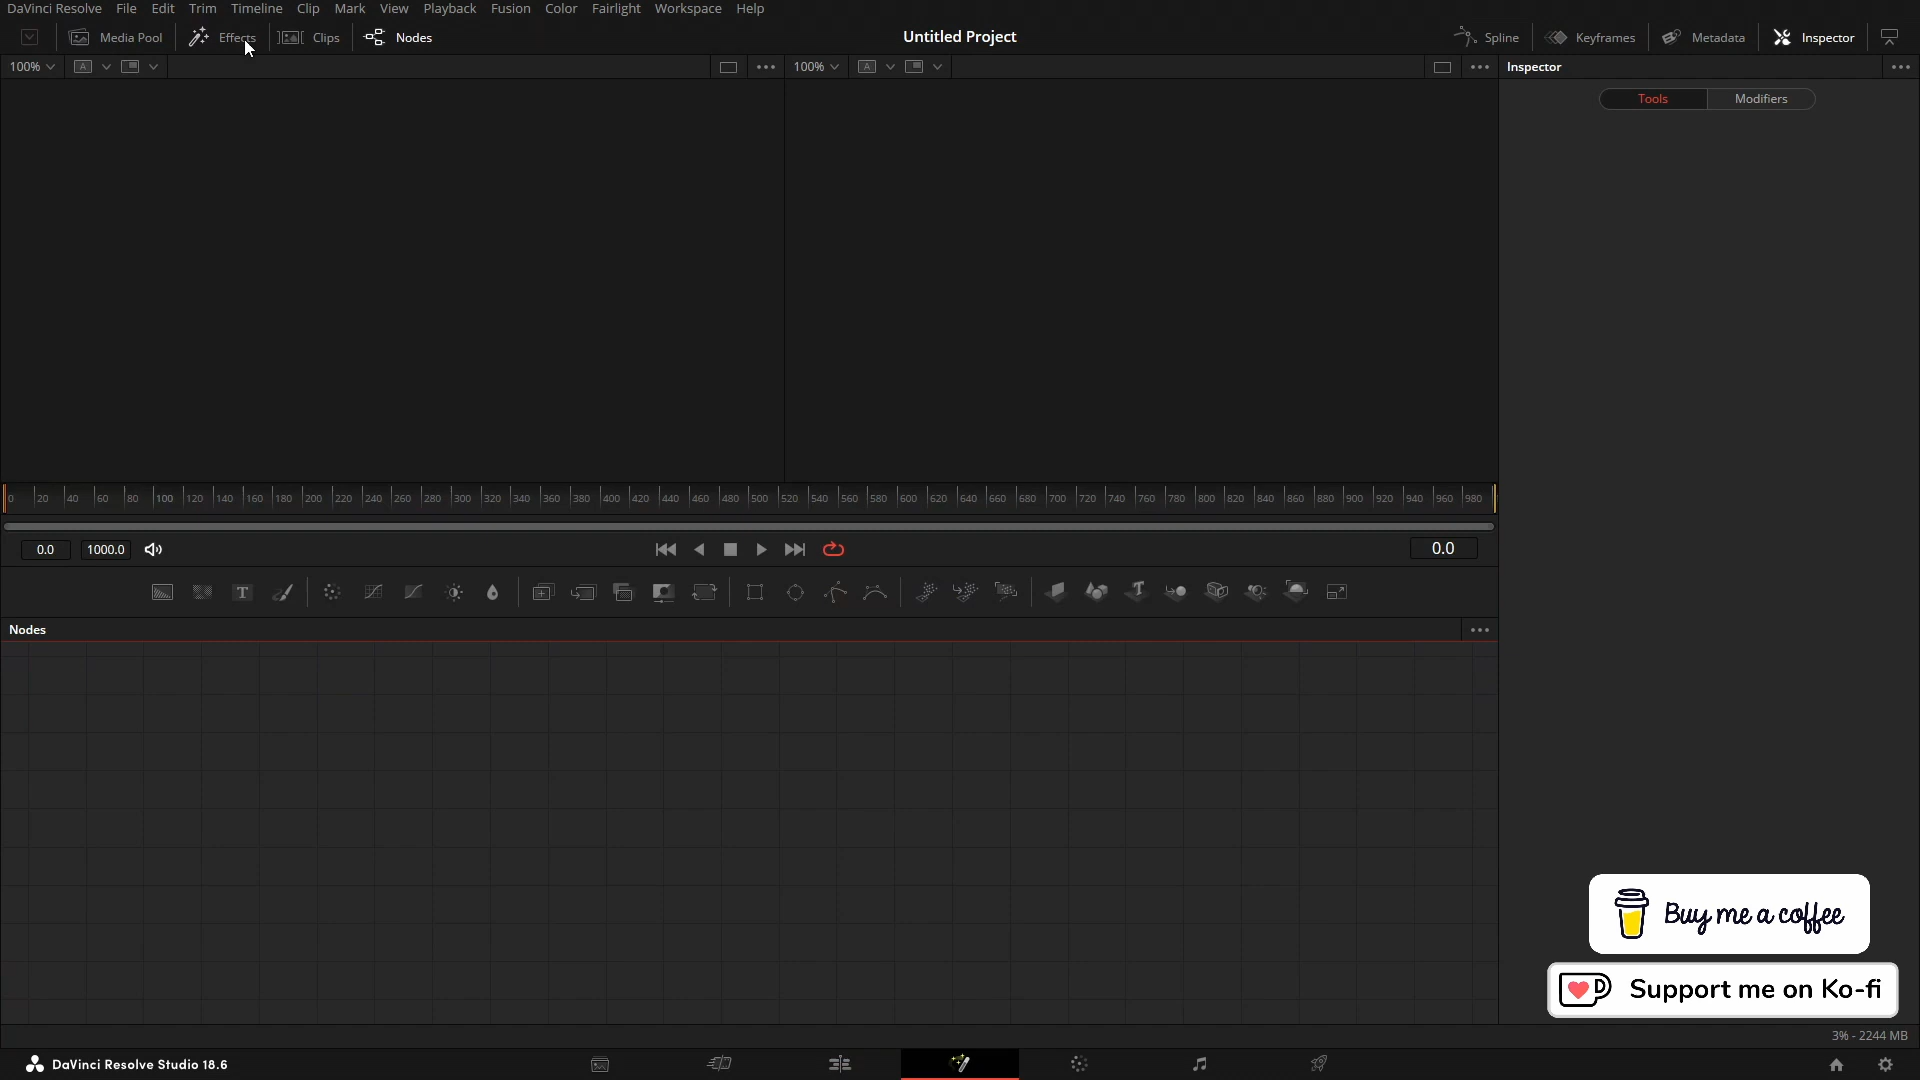 DaVinci Resolve File Edit Trim Timeline Clip Mark View Playback Fusion Color Fairlight Workspace Help
Media Pool Effects Clips Nodes Untitled Project Spline Keyframes Metadata Inspector
100% A 100% A Inspector
Tools Modifiers
0 20 40 60 80 100 120 140 160 180 200 220 240 260 280 300 320 340 360 380 400 420 440 460 480 500 520 540 560 580 600 620 640 660 680 700 720 740 760 780 800 820 840 860 880 900 920 940 960 980
0.0 1000.0 0.0
T T
Nodes
Buy me a coffee
Support me on Ko-fi
3% - 2244 MB
DaVinci Resolve Studio 18.6